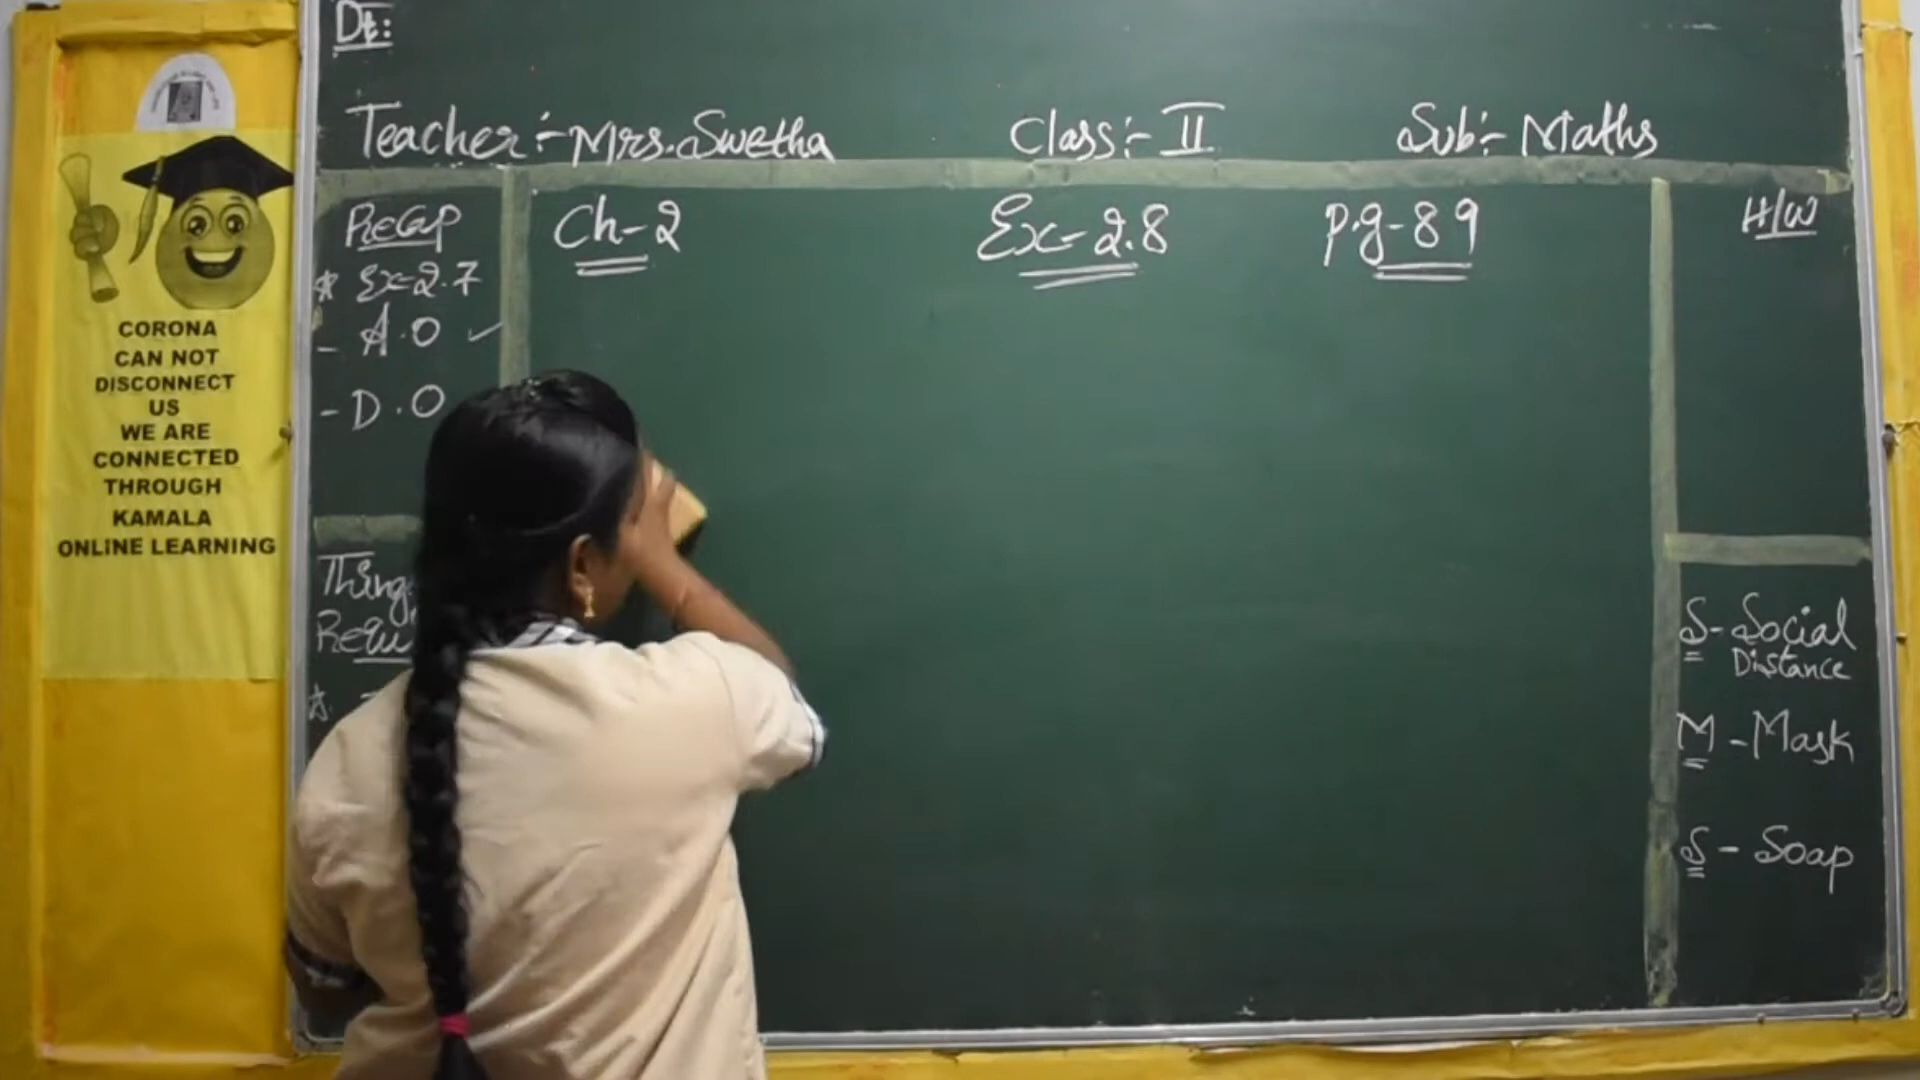 Dt:
Teacher:- Mrs. Swetha
Class:- II
Sub:- Maths
Recap
* Ex-2.7
- A.O ✓
- D.O
Ch-2
Ex-2.8
P.g-89
H/W
S- Social
Distance
M - Mask
S - Soap
CORONA
CAN NOT
DISCONNECT
US
WE ARE
CONNECTED
THROUGH
KAMALA
ONLINE LEARNING